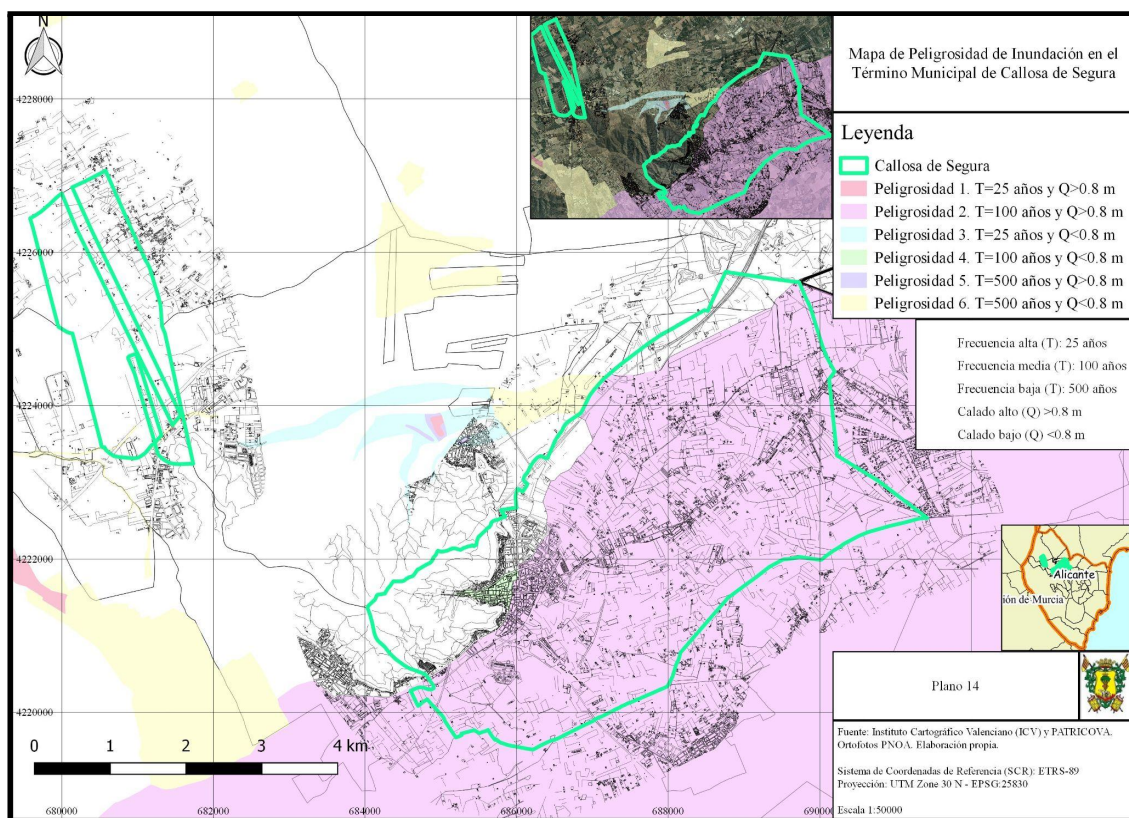 N
Mapa de Peligrosidad de Inundación en el
Término Municipal de Callosa de Segura
Leyenda
Callosa de Segura
Peligrosidad 1. T=25 años y Q>0.8 m
Peligrosidad 2. T=100 años y Q>0.8 m
Peligrosidad 3. T=25 años y Q<0.8 m
Peligrosidad 4. T=100 años y Q<0.8 m
Peligrosidad 5. T=500 años y Q>0.8 m
Peligrosidad 6. T=500 años y Q<0.8 m
Frecuencia alta (T): 25 años
Frecuencia media (T): 100 años
Frecuencia baja (T): 500 años
Calado alto (Q) >0.8 m
Calado bajo (Q) <0.8 m
4228000
4226000
4224000
4222000
4220000
0 1 2 3 4 km
680000 682000 684000 686000 688000 690000
Alicante
ión de Murcia
Plano 14
Fuente: Instituto Cartográfico Valenciano (ICV) y PATRICOVA.
Ortofotos PNOA. Elaboración propia.
Sistema de Coordenadas de Referencia (SCR): ETRS-89
Proyección: UTM Zone 30 N - EPSG:25830
Escala 1:50000